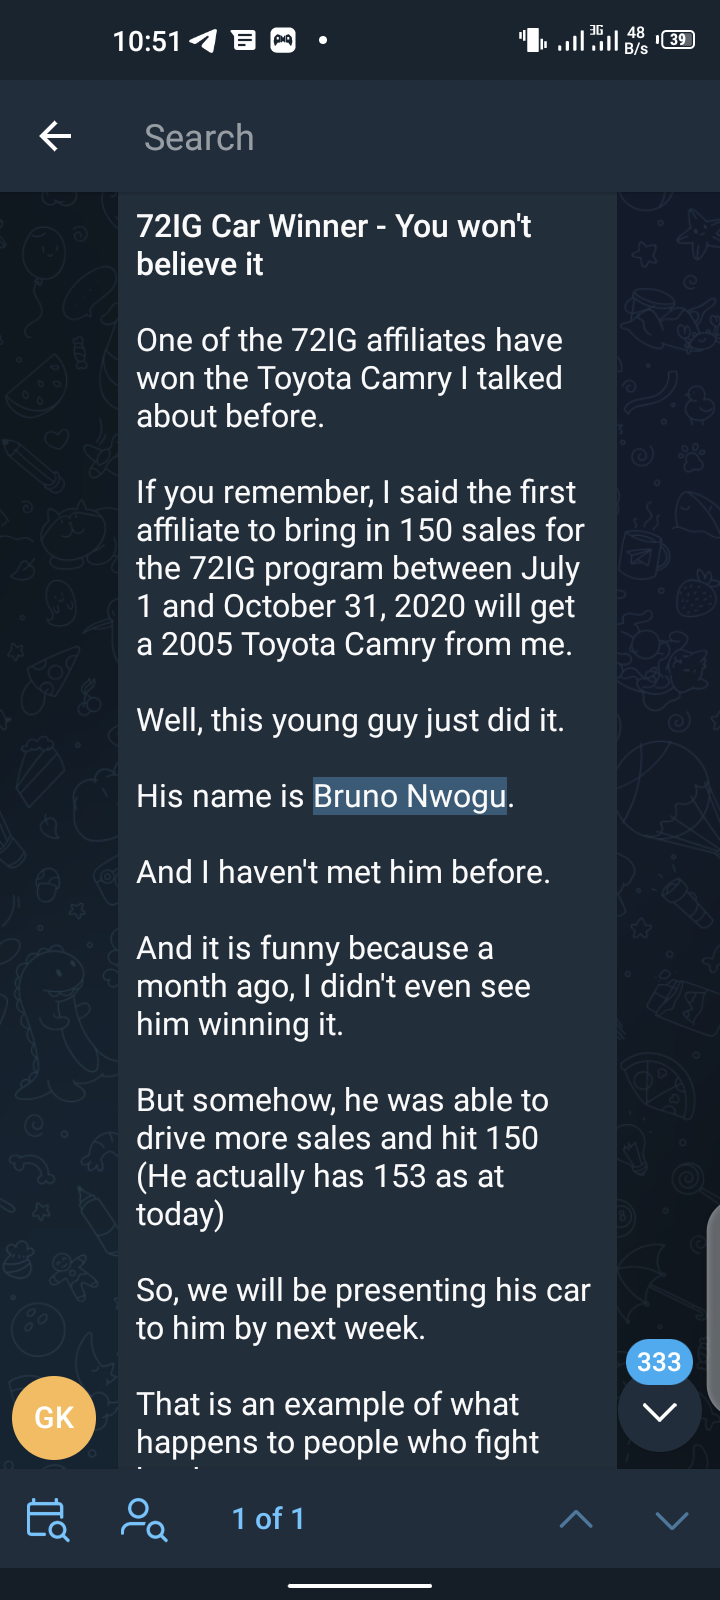 10:51
3G
48
B/s
39
Search
72IG Car Winner - You won't
believe it
One of the 72IG affiliates have
won the Toyota Camry I talked
about before.
If you remember, I said the first
affiliate to bring in 150 sales for
the 72IG program between July
1 and October 31, 2020 will get
a 2005 Toyota Camry from me.
Well, this young guy just did it.
His name is Bruno Nwogu.
And I haven't met him before.
And it is funny because a
month ago, I didn't even see
him winning it.
But somehow, he was able to
drive more sales and hit 150
(He actually has 153 as at
today)
So, we will be presenting his car
to him by next week.
333
That is an example of what
happens to people who fight
GK
1 of 1